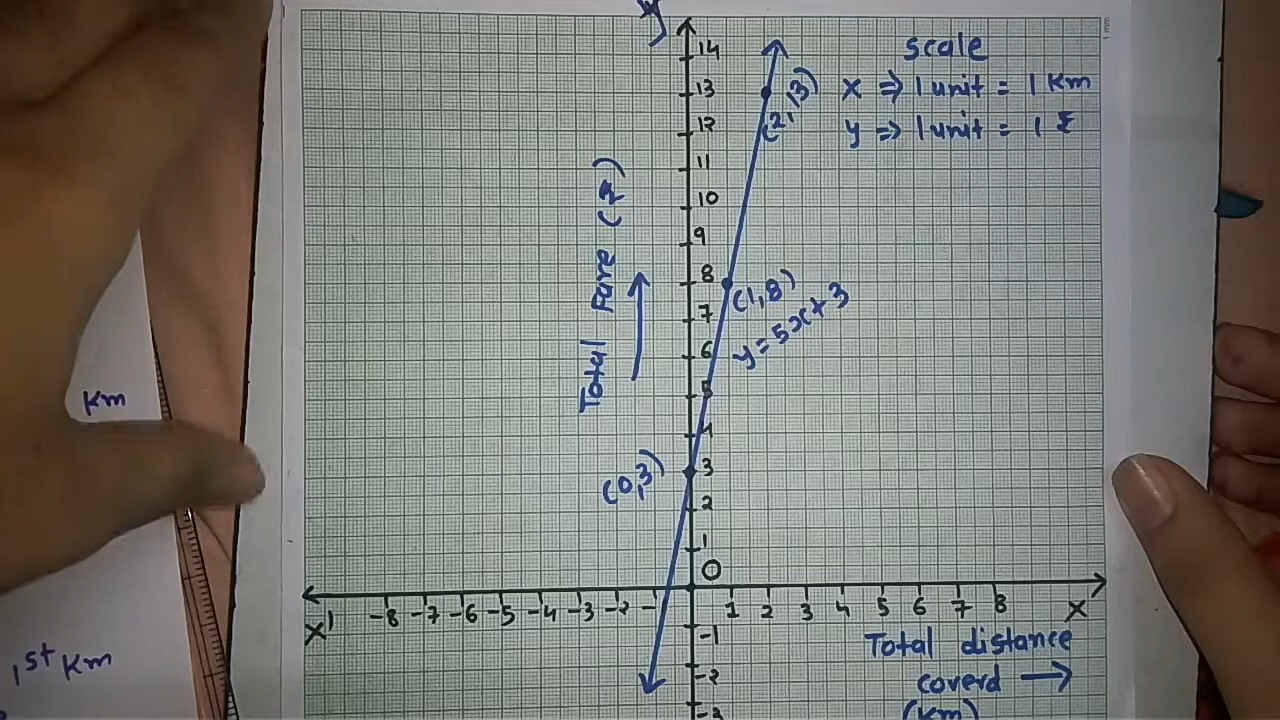 y
14
13
12
11
10
9
8
7
6
5
4
3
2
1
0
-1
-2
-3
scale
x ⇒ 1 unit = 1 Km
y ⇒ 1 unit = 1 ₹
(2,13)
Total Fare (₹)
(1,8)
y = 5x + 3
(0,3)
X' -8 -7 -6 -5 -4 -3 -2 - 1 2 3 4 5 6 7 8 X
Total distance
coverd →
(km)
Km
1st Km
1 mm